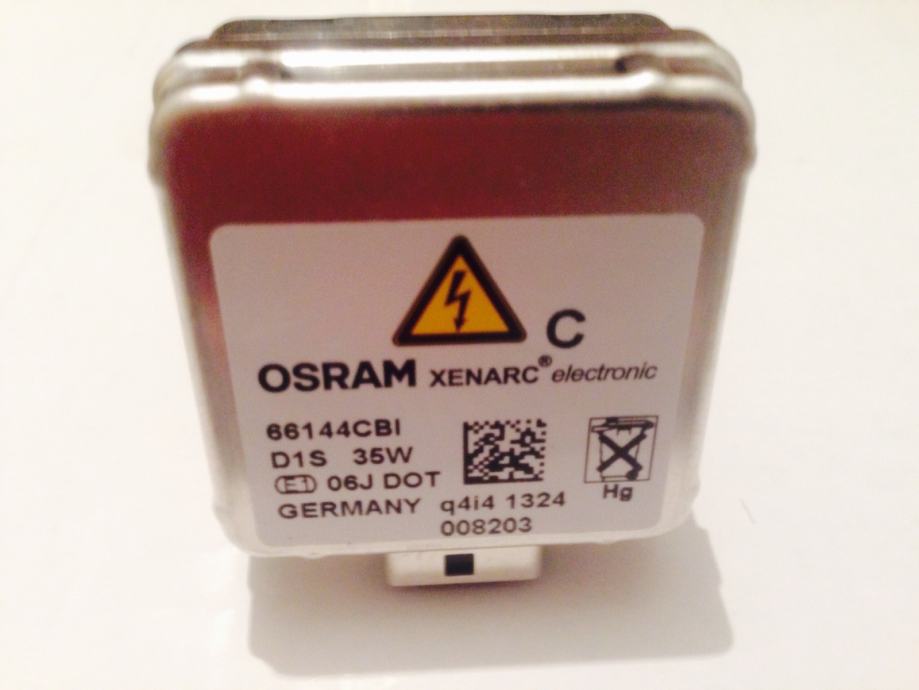 C
OSRAM XENARC® electronic
66144CBI
D1S 35W
E1 06J DOT
GERMANY q4i4 1324
008203
Hg